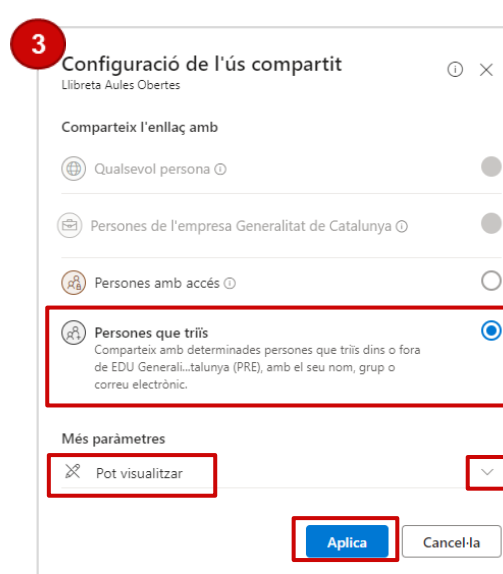 3
Configuració de l'ús compartit
Llibreta Aules Obertes
Comparteix l'enllaç amb
Qualsevol persona
Persones de l'empresa Generalitat de Catalunya
Persones amb accés
Persones que triïs
Comparteix amb determinades persones que triïs dins o fora
de EDU Generali...talunya (PRE), amb el seu nom, grup o
correu electrònic.
Més paràmetres
Pot visualitzar
Aplica
Cancel·la